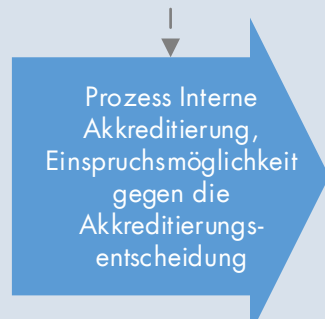 Prozess Interne
Akkreditierung,
Einspruchsmöglichkeit
gegen die
Akkreditierungs-
entscheidung